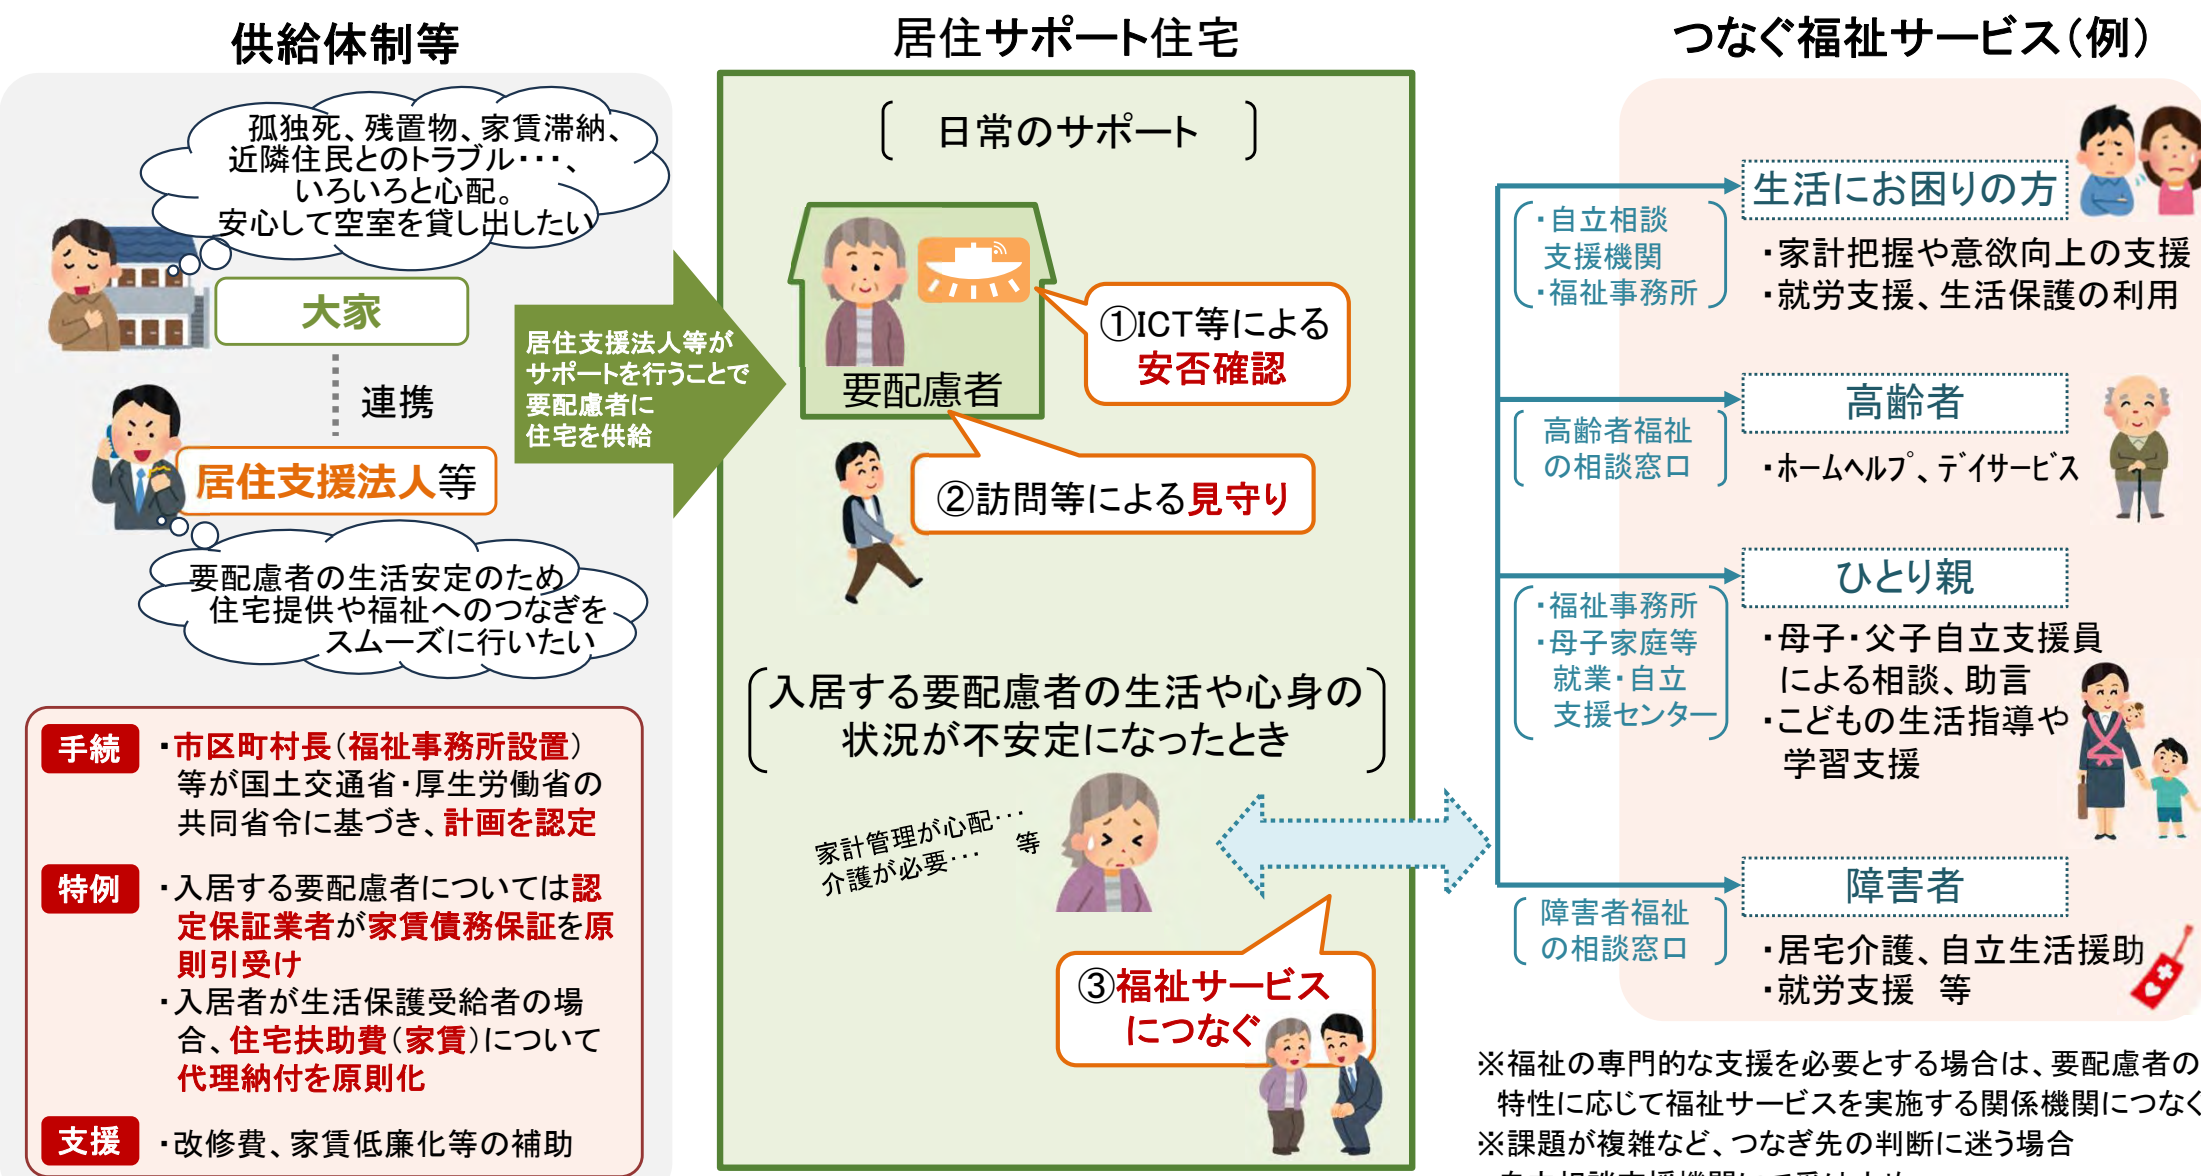 供給体制等
孤独死、残置物、家賃滞納、
近隣住民とのトラブル・・・、
いろいろと心配。
安心して空室を貸し出したい
大家
連携
居住支援法人等
要配慮者の生活安定のため
住宅提供や福祉へのつなぎを
スムーズに行いたい
居住支援法人等が
サポートを行うことで
要配慮者に
住宅を供給
手続
・市区町村長(福祉事務所設置)
等が国土交通省・厚生労働省の
共同省令に基づき、計画を認定
特例
・入居する要配慮者については認
定保証業者が家賃債務保証を原
則引受け
・入居者が生活保護受給者の場
合、住宅扶助費(家賃)について
代理納付を原則化
支援
・改修費、家賃低廉化等の補助
居住サポート住宅
日常のサポート
要配慮者
①ICT等による
安否確認
②訪問等による見守り
入居する要配慮者の生活や心身の
状況が不安定になったとき
家計管理が心配・・・
介護が必要・・・ 等
③福祉サービス
につなぐ
つなぐ福祉サービス(例)
生活にお困りの方
・自立相談
支援機関
・福祉事務所
・家計把握や意欲向上の支援
・就労支援、生活保護の利用
高齢者
高齢者福祉
の相談窓口
・ホームヘルプ、デイサービス
ひとり親
・福祉事務所
・母子家庭等
就業・自立
支援センター
・母子・父子自立支援員
による相談、助言
・こどもの生活指導や
学習支援
障害者
障害者福祉
の相談窓口
・居宅介護、自立生活援助
・就労支援 等
※福祉の専門的な支援を必要とする場合は、要配慮者の
特性に応じて福祉サービスを実施する関係機関につなぐ
※課題が複雑など、つなぎ先の判断に迷う場合